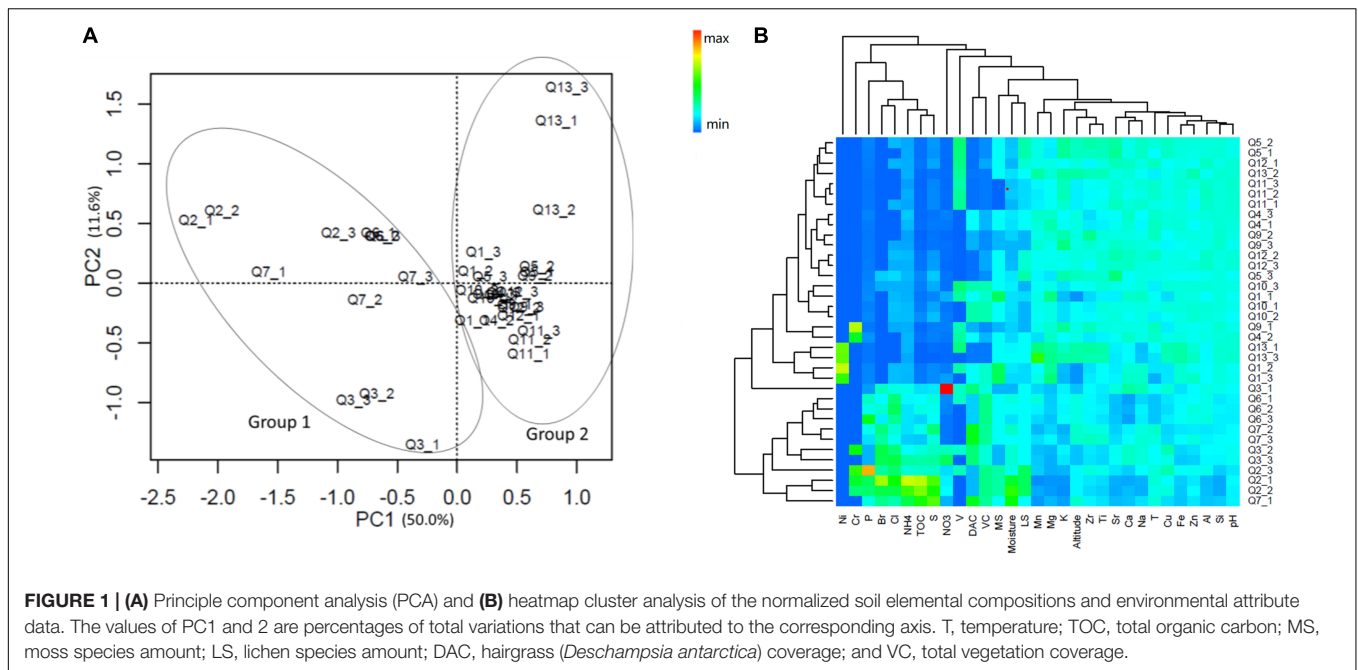 A
PC2 (11.6%)
1.5
1.0
0.5
0.0
-0.5
-1.0
-2.5 -2.0 -1.5 -1.0 -0.5 0.0 0.5 1.0
PC1 (50.0%)
Q13_3
Q13_1
Q13_2
Q2_2
Q2_1
Q2_3
Q7_1
Q7_3
Q7_2
Q1_3
Q1_2
Q5_2
Q5_3
Q11_3
Q11_2
Q11_1
Q3_2
Q3_3
Q3_1
Group 1
Group 2
max
min
B
Q5_2
Q5_1
Q12_1
Q13_2
Q11_3
Q11_2
Q11_1
Q4_3
Q4_1
Q9_2
Q9_3
Q12_2
Q12_3
Q5_3
Q10_3
Q1_1
Q10_1
Q10_2
Q9_1
Q4_2
Q13_1
Q13_3
Q1_2
Q1_3
Q3_1
Q6_1
Q6_2
Q6_3
Q7_2
Q7_3
Q3_2
Q3_3
Q2_3
Q2_1
Q2_2
Q7_1
Ni Cr P Br Cl NH4 TOC S NO3 V DAC VC MS Moisture LS Mn Mg K Altitude Zr Ti Sr Ca Na T Cu Fe Zn Al Si pH
FIGURE 1 | (A) Principle component analysis (PCA) and (B) heatmap cluster analysis of the normalized soil elemental compositions and environmental attribute
data. The values of PC1 and 2 are percentages of total variations that can be attributed to the corresponding axis. T, temperature; TOC, total organic carbon; MS,
moss species amount; LS, lichen species amount; DAC, hairgrass (Deschampsia antarctica) coverage; and VC, total vegetation coverage.